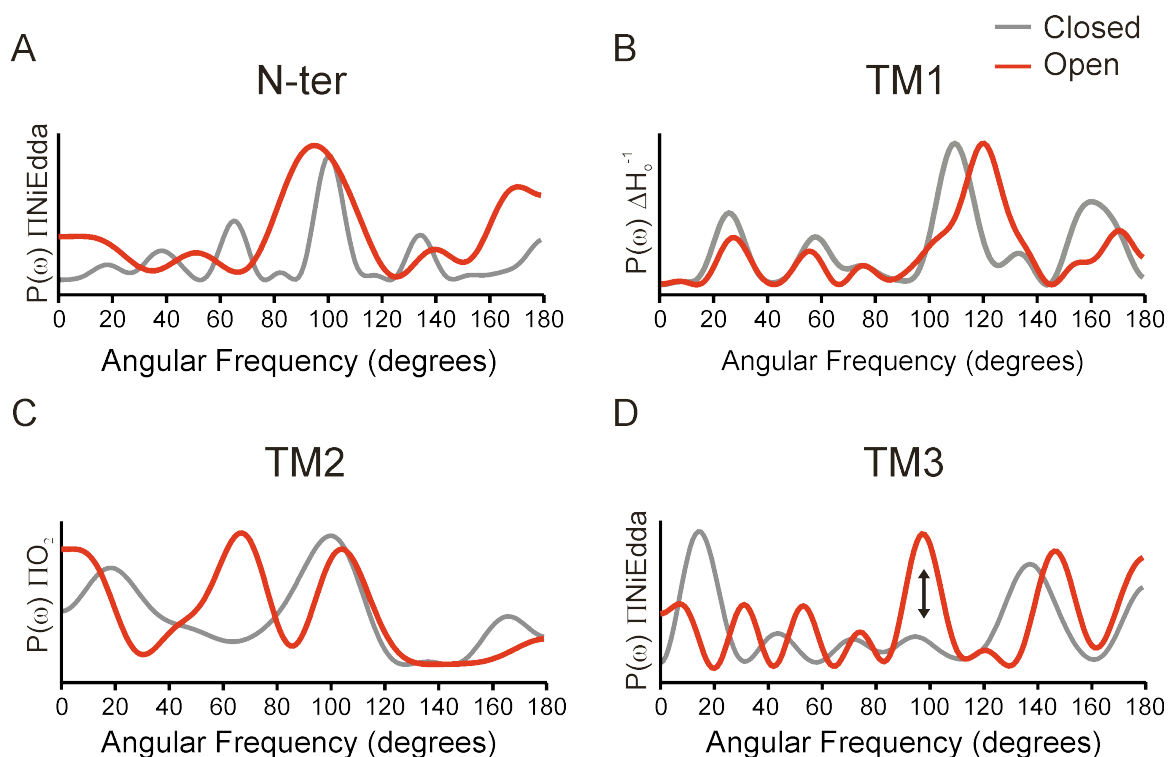 A
N-ter
P(ω) ΠNiEdda
0 20 40 60 80 100 120 140 160 180
Angular Frequency (degrees)
B
TM1
Closed
Open
P(ω) ΔHₒ⁻¹
0 20 40 60 80 100 120 140 160 180
Angular Frequency (degrees)
C
TM2
P(ω) ΠO₂
0 20 40 60 80 100 120 140 160 180
Angular Frequency (degrees)
D
TM3
P(ω) ΠNiEdda
0 20 40 60 80 100 120 140 160 180
Angular Frequency (degrees)